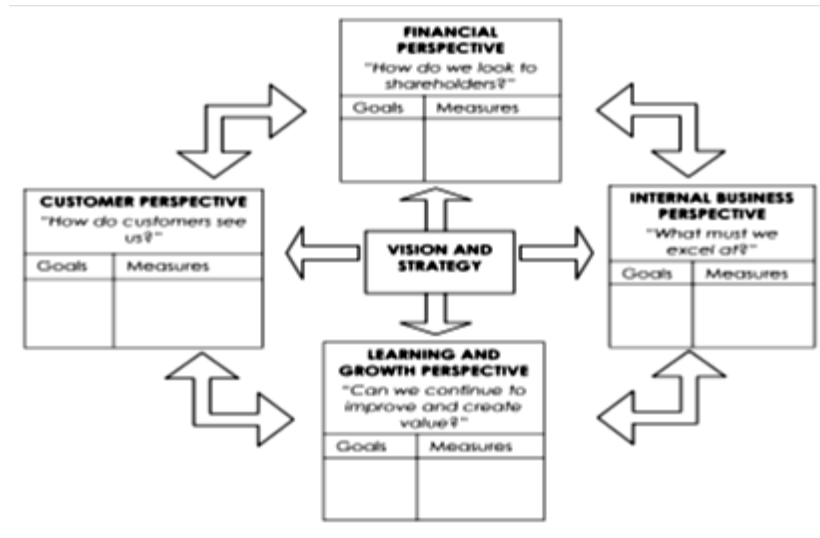 FINANCIAL
PERSPECTIVE
"How do we look to
shareholders?"
Goals Measures
CUSTOMER PERSPECTIVE
"How do customers see
us?"
Goals Measures
VISION AND
STRATEGY
INTERNAL BUSINESS
PERSPECTIVE
"What must we
excel at?"
Goals Measures
LEARNING AND
GROWTH PERSPECTIVE
"Can we continue to
improve and create
value?"
Goals Measures